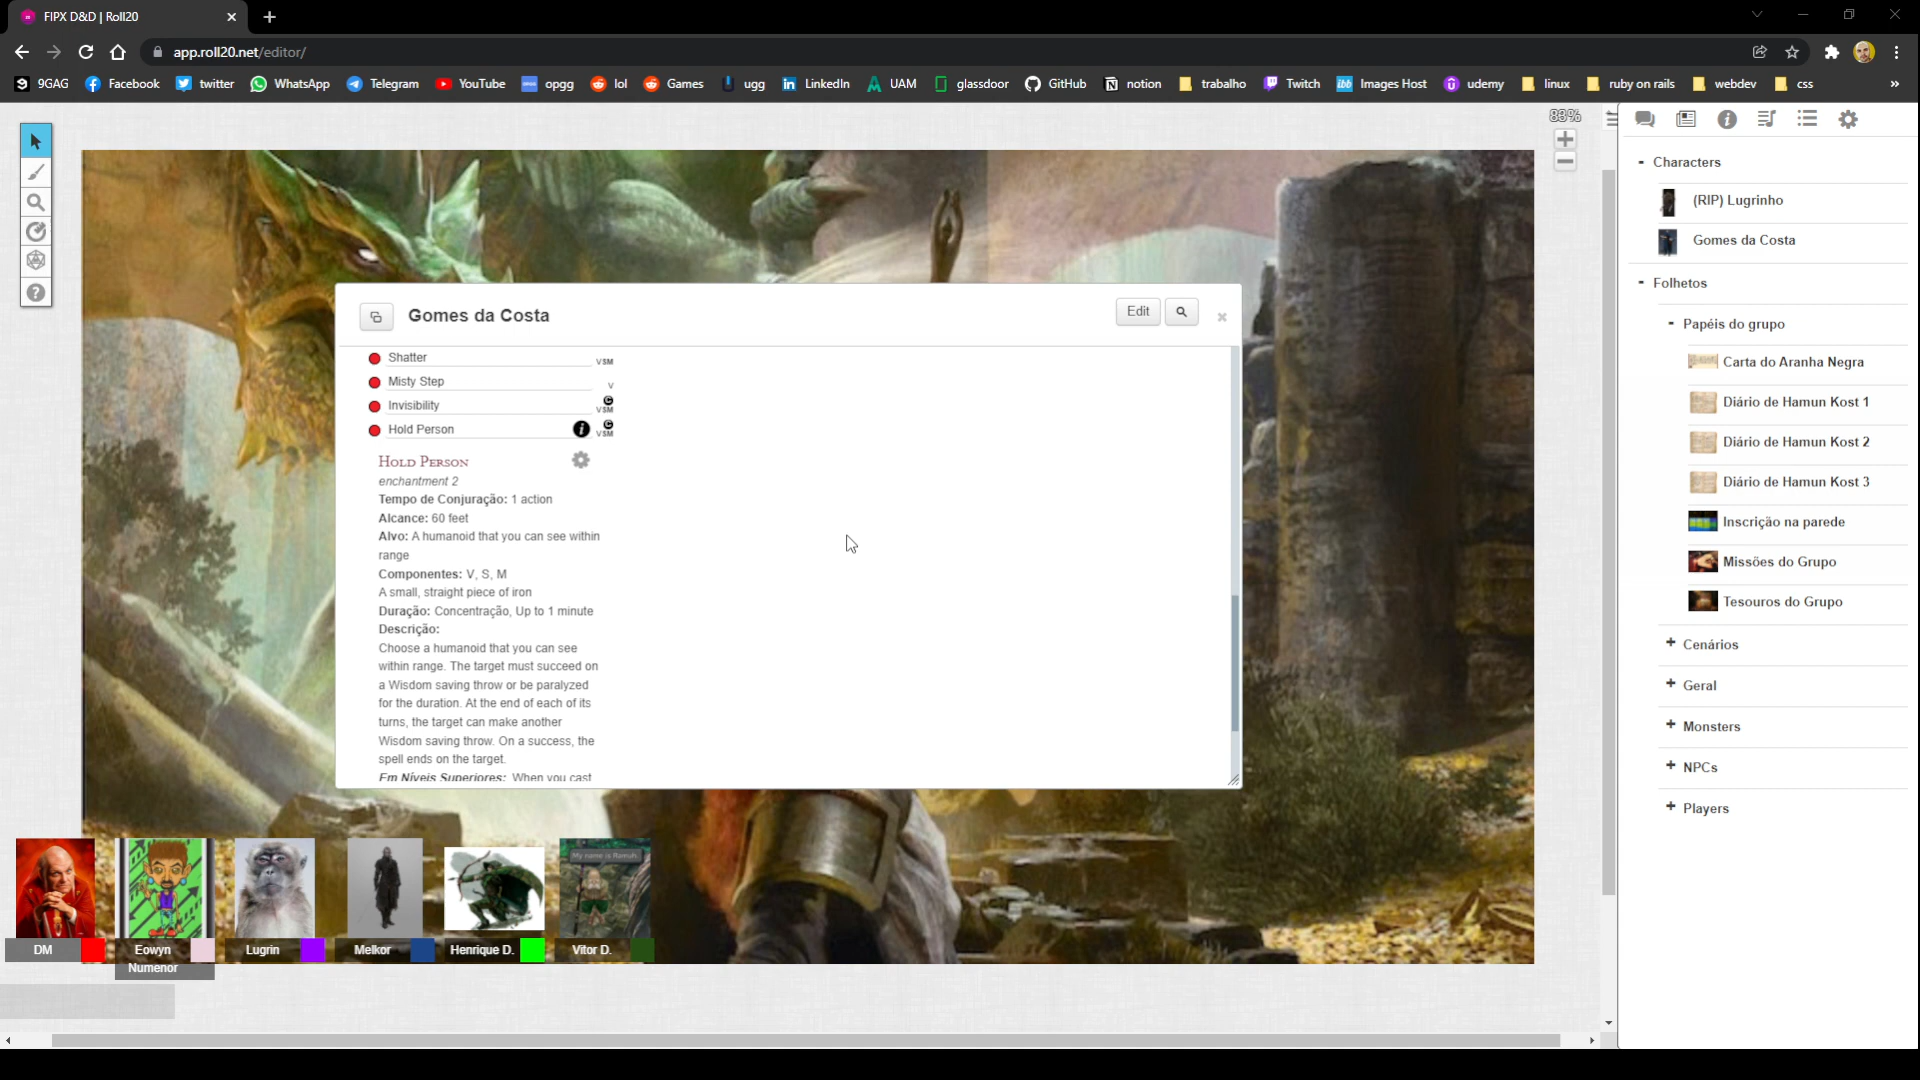 FIPX D&D | Roll20
app.roll20.net/editor/
9GAG Facebook twitter WhatsApp Telegram YouTube opgg lol Games ugg LinkedIn UAM glassdoor GitHub notion trabalho Twitch Images Host udemy linux ruby on rails webdev css »
83%
Gomes da Costa
Edit
Shatter VSM
Misty Step V
Invisibility C VSM
Hold Person i C VSM
HOLD PERSON
enchantment 2
Tempo de Conjuração: 1 action
Alcance: 60 feet
Alvo: A humanoid that you can see within
range
Componentes: V, S, M
A small, straight piece of iron
Duração: Concentração, Up to 1 minute
Descrição:
Choose a humanoid that you can see
within range. The target must succeed on
a Wisdom saving throw or be paralyzed
for the duration. At the end of each of its
turns, the target can make another
Wisdom saving throw. On a success, the
spell ends on the target.
Em Níveis Superiores: When you cast
Characters
(RIP) Lugrinho
Gomes da Costa
Folhetos
Papéis do grupo
Carta do Aranha Negra
Diário de Hamun Kost 1
Diário de Hamun Kost 2
Diário de Hamun Kost 3
Inscrição na parede
Missões do Grupo
Tesouros do Grupo
Cenários
Geral
Monsters
NPCs
Players
My name is Ramuh
DM
Eowyn
Numenor
Lugrin
Melkor
Henrique D.
Vitor D.